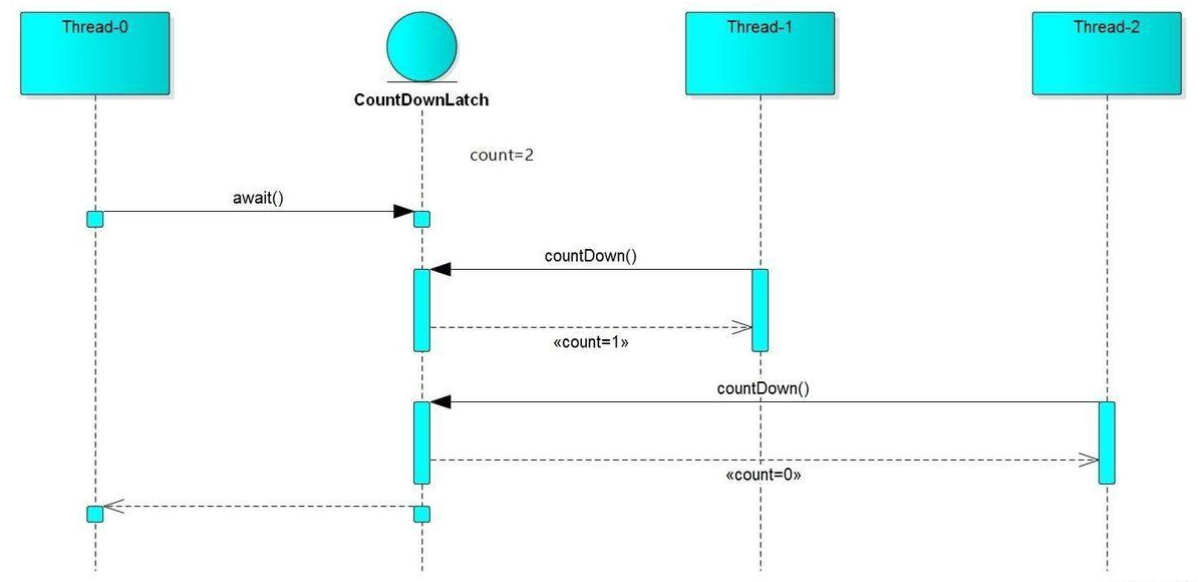 Thread-0
CountDownLatch
Thread-1
Thread-2
count=2
await()
countDown()
«count=1»
countDown()
«count=0»